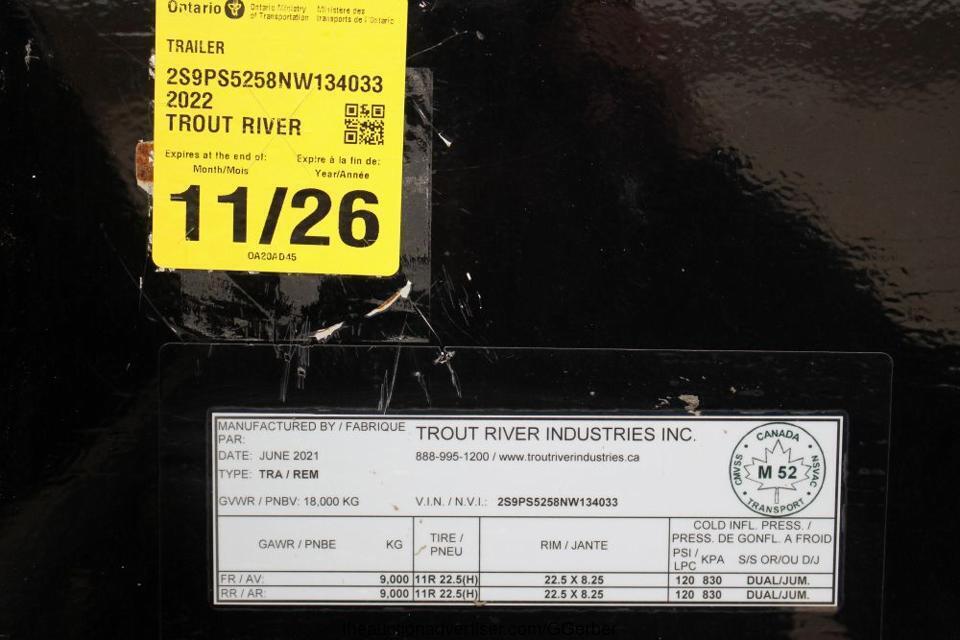 Ontario Ontario Ministry of Transportation Ministère des transports de l'Ontario
TRAILER
2S9PS5258NW134033
2022
TROUT RIVER
Expires at the end of: Expire à la fin de:
Month/Mois Year/Année
11/26
OA20AD45
MANUFACTURED BY / FABRIQUE PAR: TROUT RIVER INDUSTRIES INC.
DATE: JUNE 2021 888-995-1200 / www.troutriverindustries.ca
TYPE: TRA / REM
GVWR / PNBV: 18,000 KG V.I.N. / N.V.I.: 2S9PS5258NW134033
CANADA
CMVSS M 52 NSVAC
TRANSPORT
GAWR / PNBE KG TIRE / PNEU RIM / JANTE COLD INFL. PRESS. / PRESS. DE GONFL. A FROID
PSI / LPC KPA S/S OR/OU D/J
FR / AV: 9,000 11R 22.5(H) 22.5 X 8.25 120 830 DUAL/JUM.
RR / AR: 9,000 11R 22.5(H) 22.5 X 8.25 120 830 DUAL/JUM.
theauctionadvertiser.com/GGerber